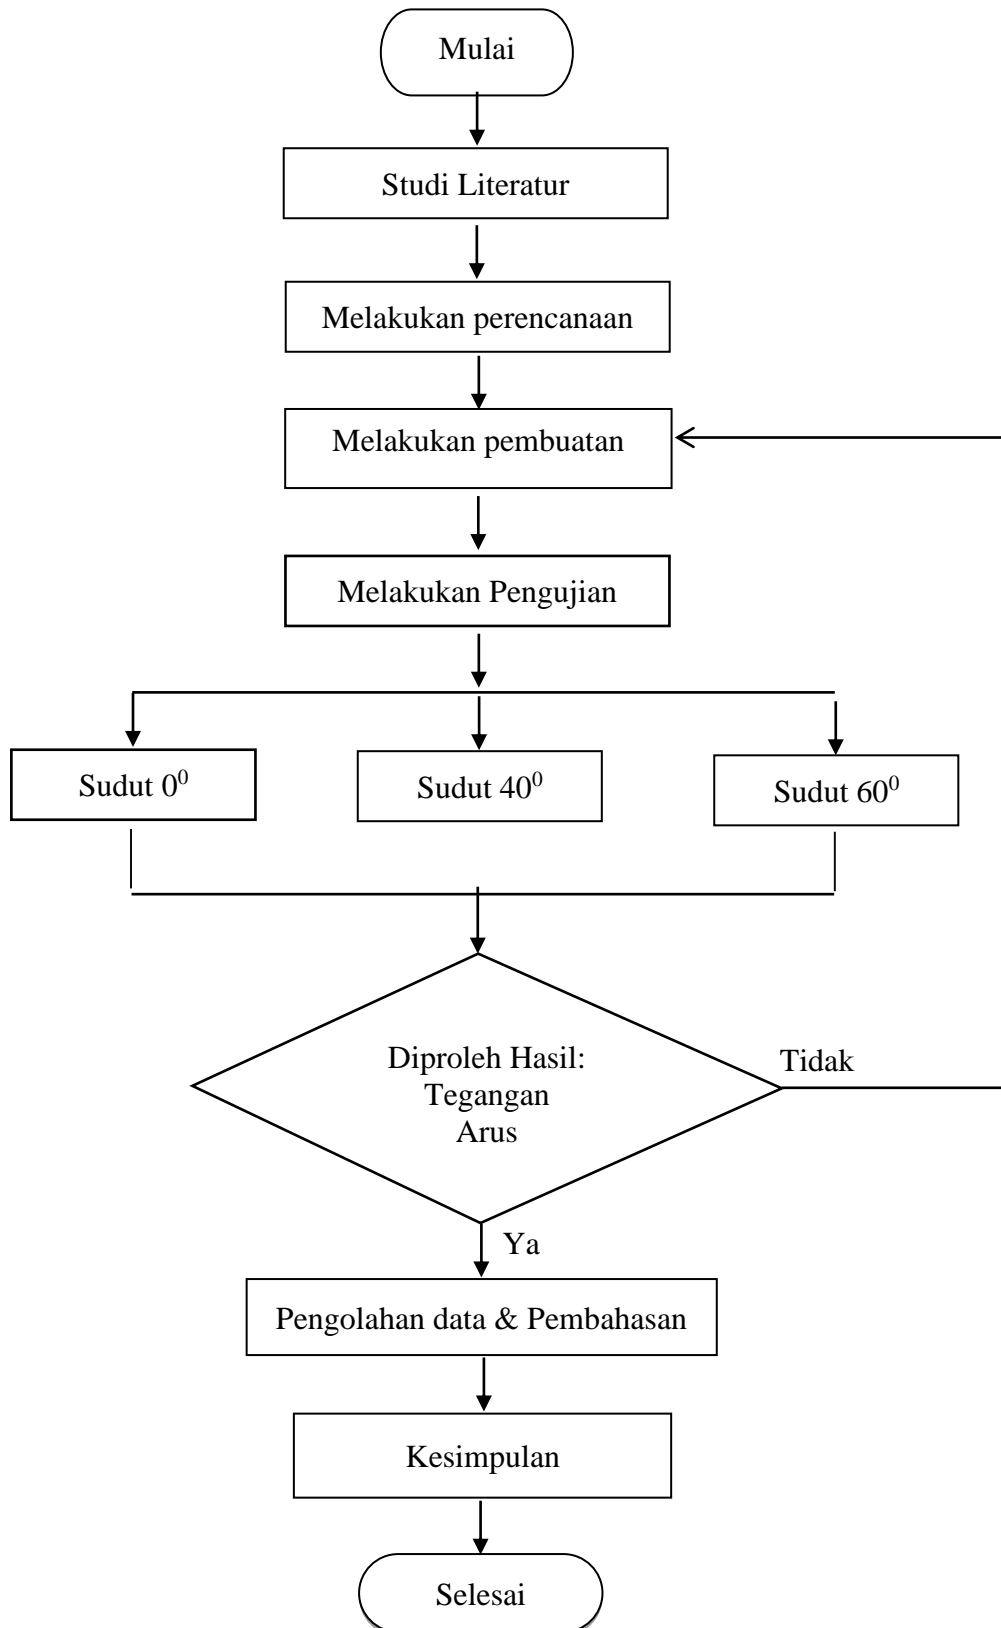 Mulai
Studi Literatur
Melakukan perencanaan
Melakukan pembuatan
Melakukan Pengujian
Sudut 0⁰
Sudut 40⁰
Sudut 60⁰
Diproleh Hasil:
Tegangan
Arus
Tidak
Ya
Pengolahan data & Pembahasan
Kesimpulan
Selesai